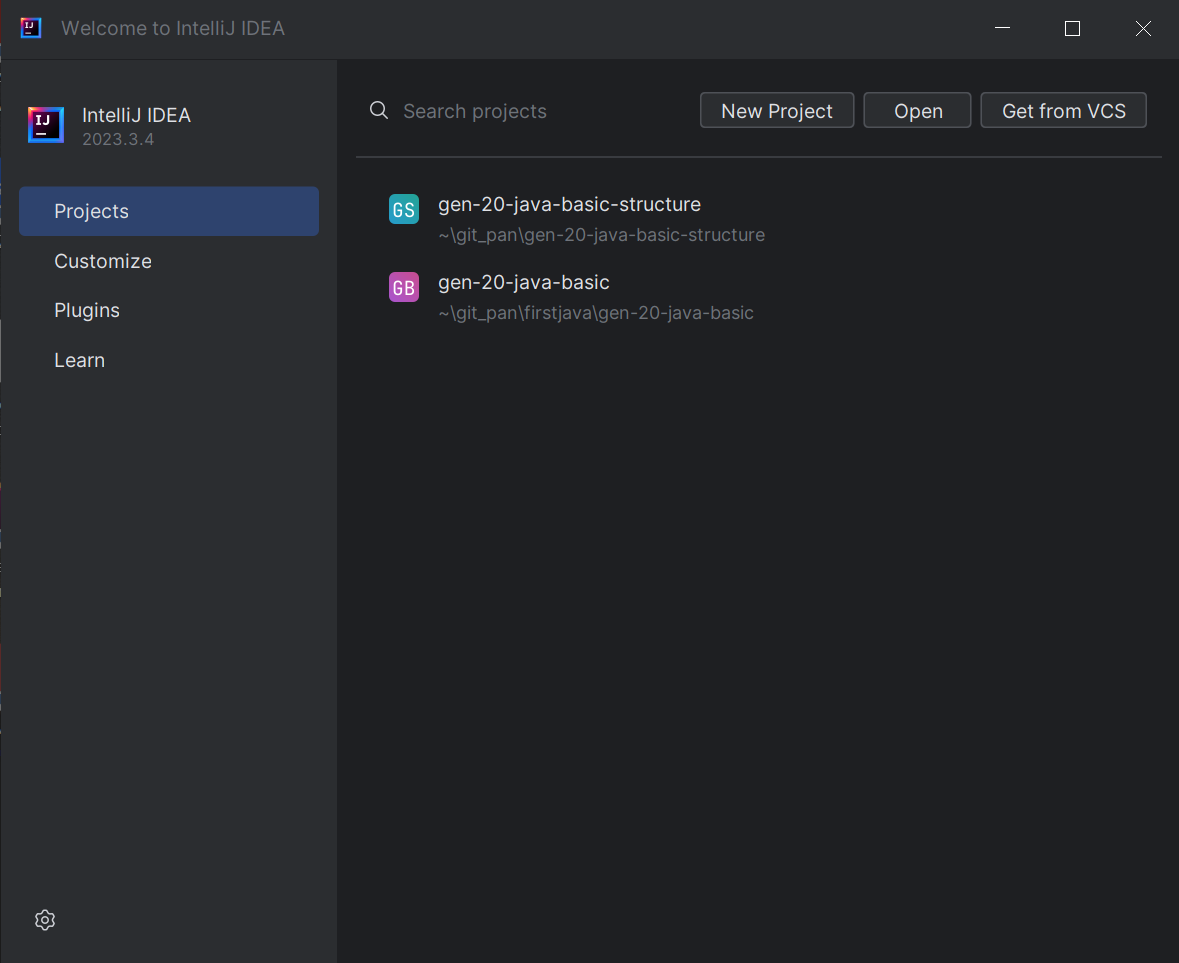 Welcome to IntelliJ IDEA
IJ
IntelliJ IDEA
2023.3.4
Projects
Customize
Plugins
Learn
Search projects
New Project
Open
Get from VCS
GS
gen-20-java-basic-structure
~\git_pan\gen-20-java-basic-structure
GB
gen-20-java-basic
~\git_pan\firstjava\gen-20-java-basic